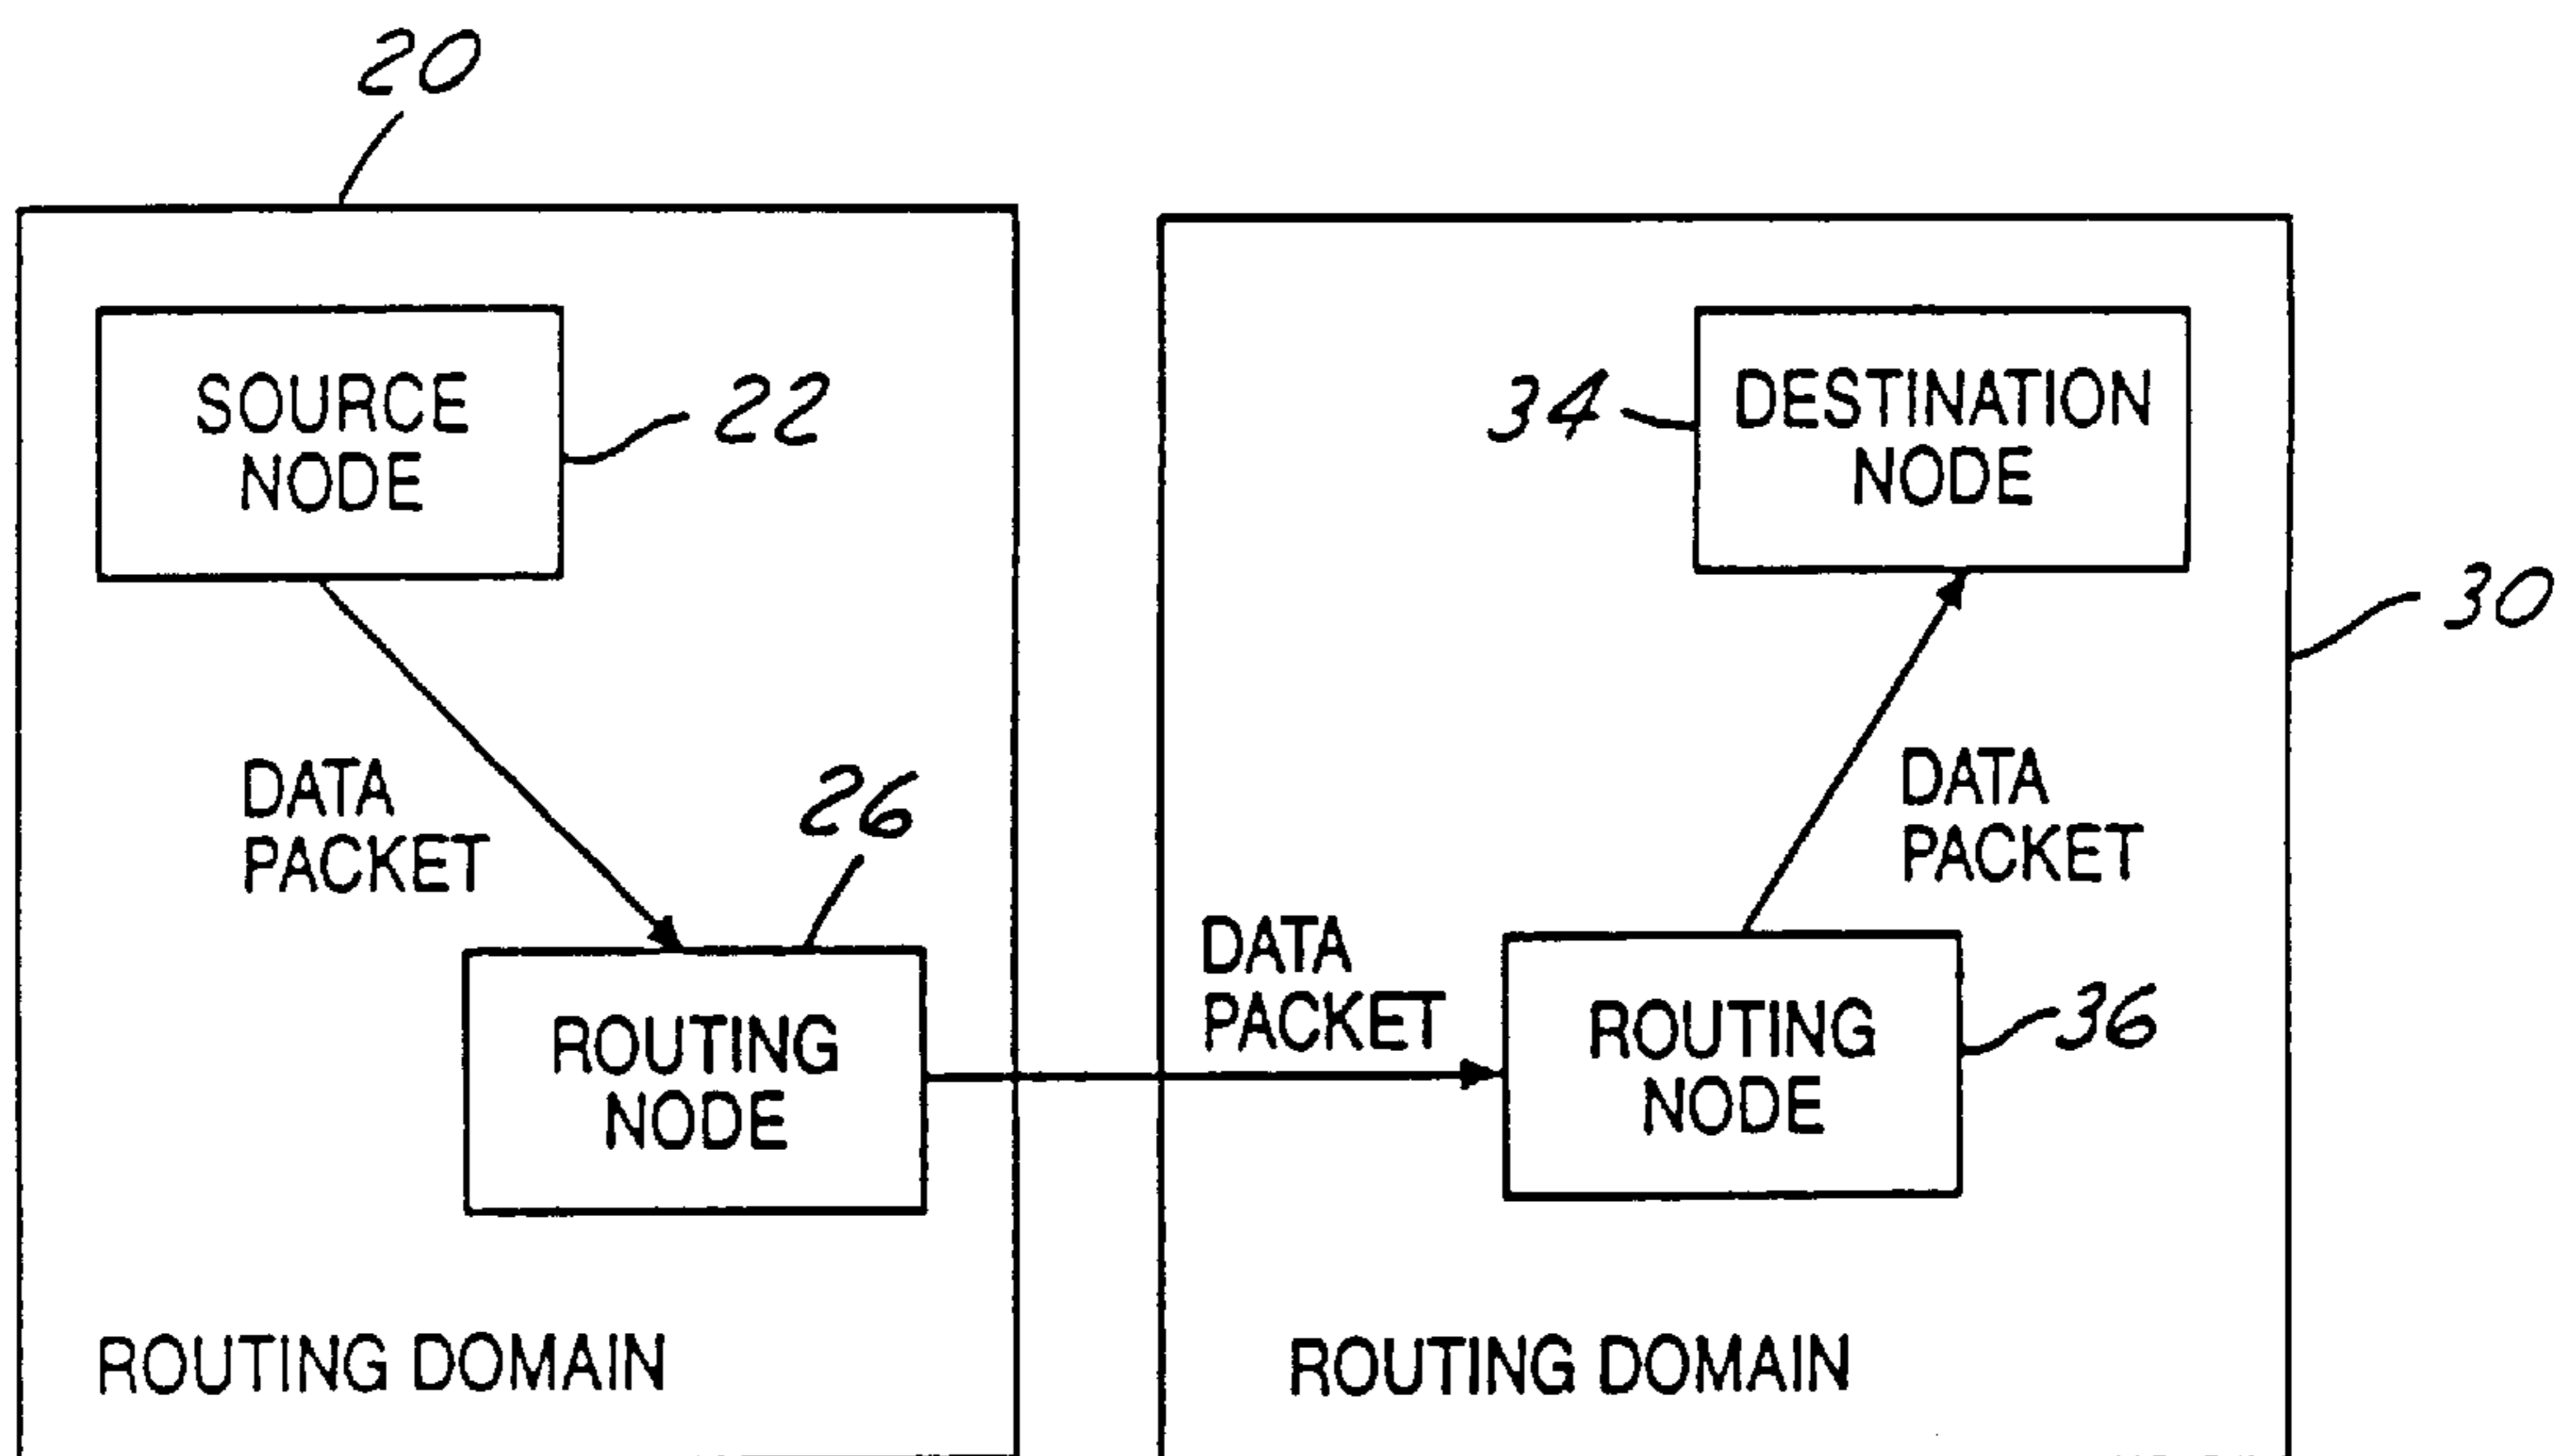 20
SOURCE
NODE
22
DATA
PACKET
26
ROUTING
NODE
ROUTING DOMAIN
34
DESTINATION
NODE
30
DATA
PACKET
DATA
PACKET
ROUTING
NODE
36
ROUTING DOMAIN